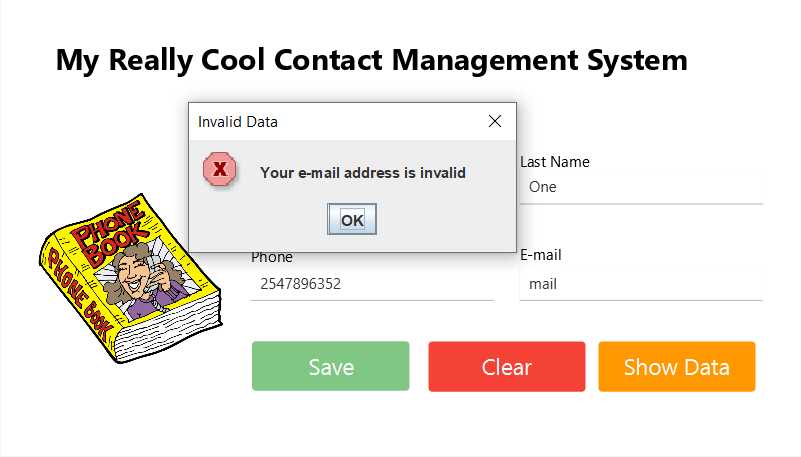 My Really Cool Contact Management System
Invalid Data
X
Your e-mail address is invalid
OK
Last Name
One
PHONE
BOOK
PHONE BOOK
Phone
2547896352
E-mail
mail
Save
Clear
Show Data